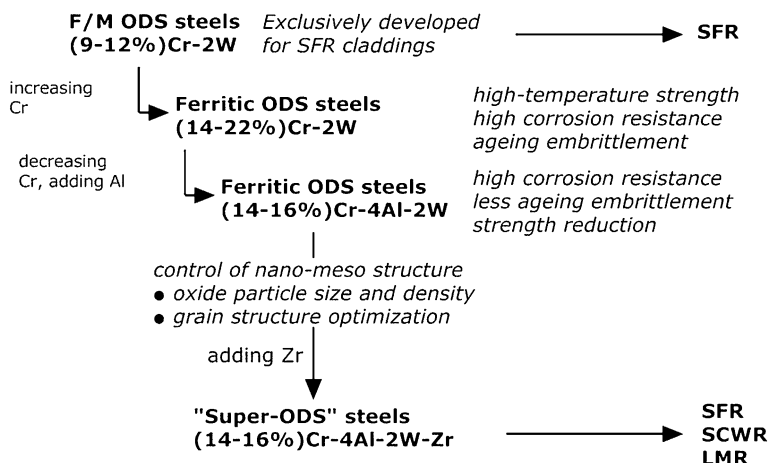 F/M ODS steels
(9-12%)Cr-2W
Exclusively developed
for SFR claddings
SFR
increasing
Cr
Ferritic ODS steels
(14-22%)Cr-2W
high-temperature strength
high corrosion resistance
ageing embrittlement
decreasing
Cr, adding Al
Ferritic ODS steels
(14-16%)Cr-4Al-2W
high corrosion resistance
less ageing embrittlement
strength reduction
control of nano-meso structure
● oxide particle size and density
● grain structure optimization
adding Zr
"Super-ODS" steels
(14-16%)Cr-4Al-2W-Zr
SFR
SCWR
LMR